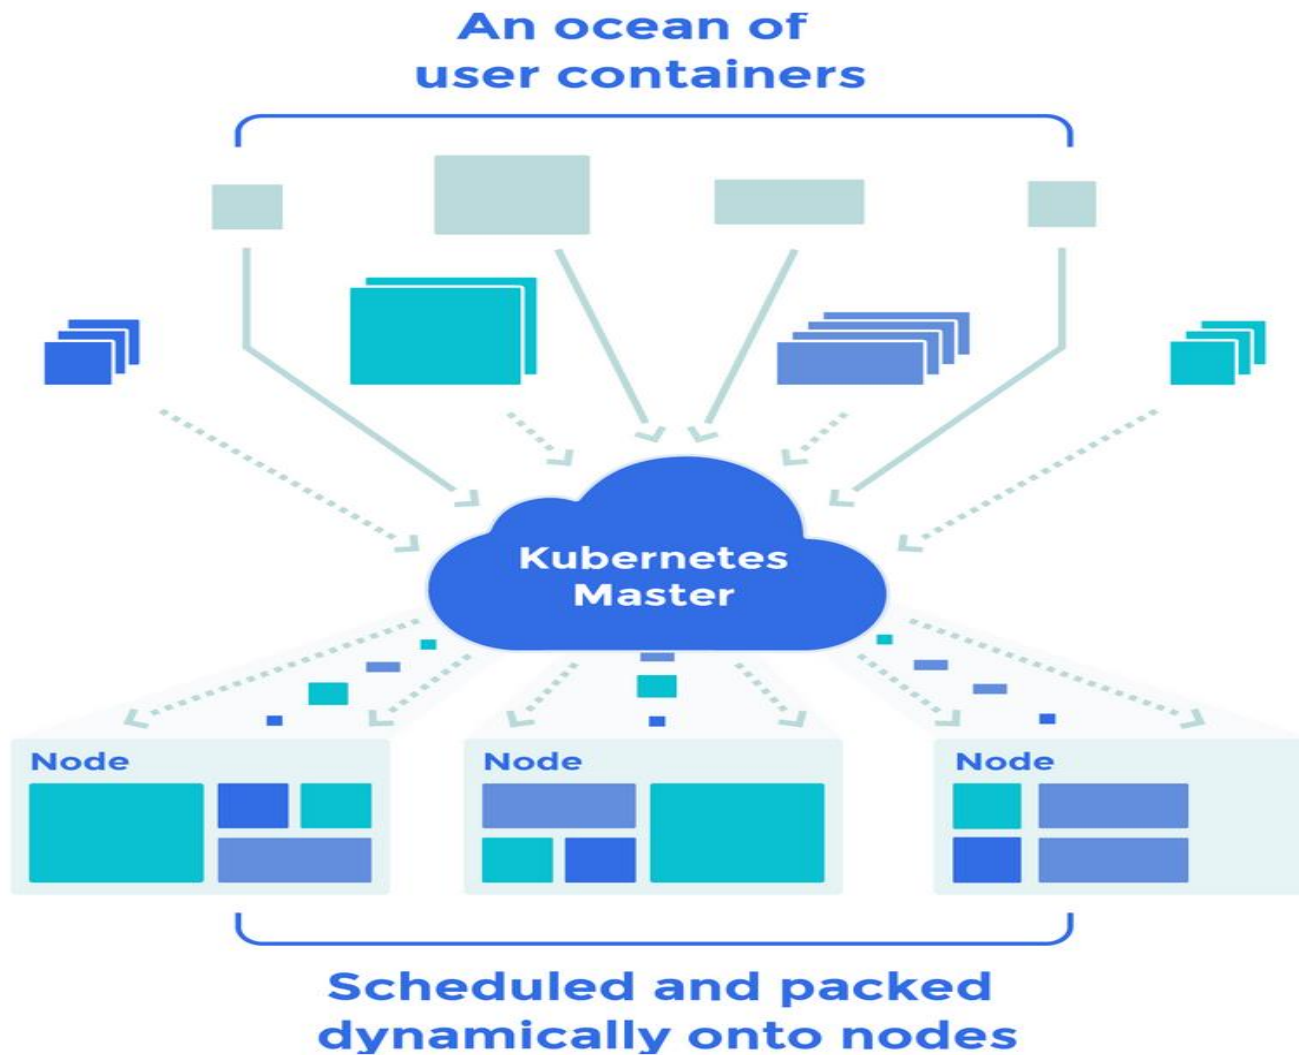 An ocean of
user containers
Kubernetes
Master
Node
Node
Node
Scheduled and packed
dynamically onto nodes